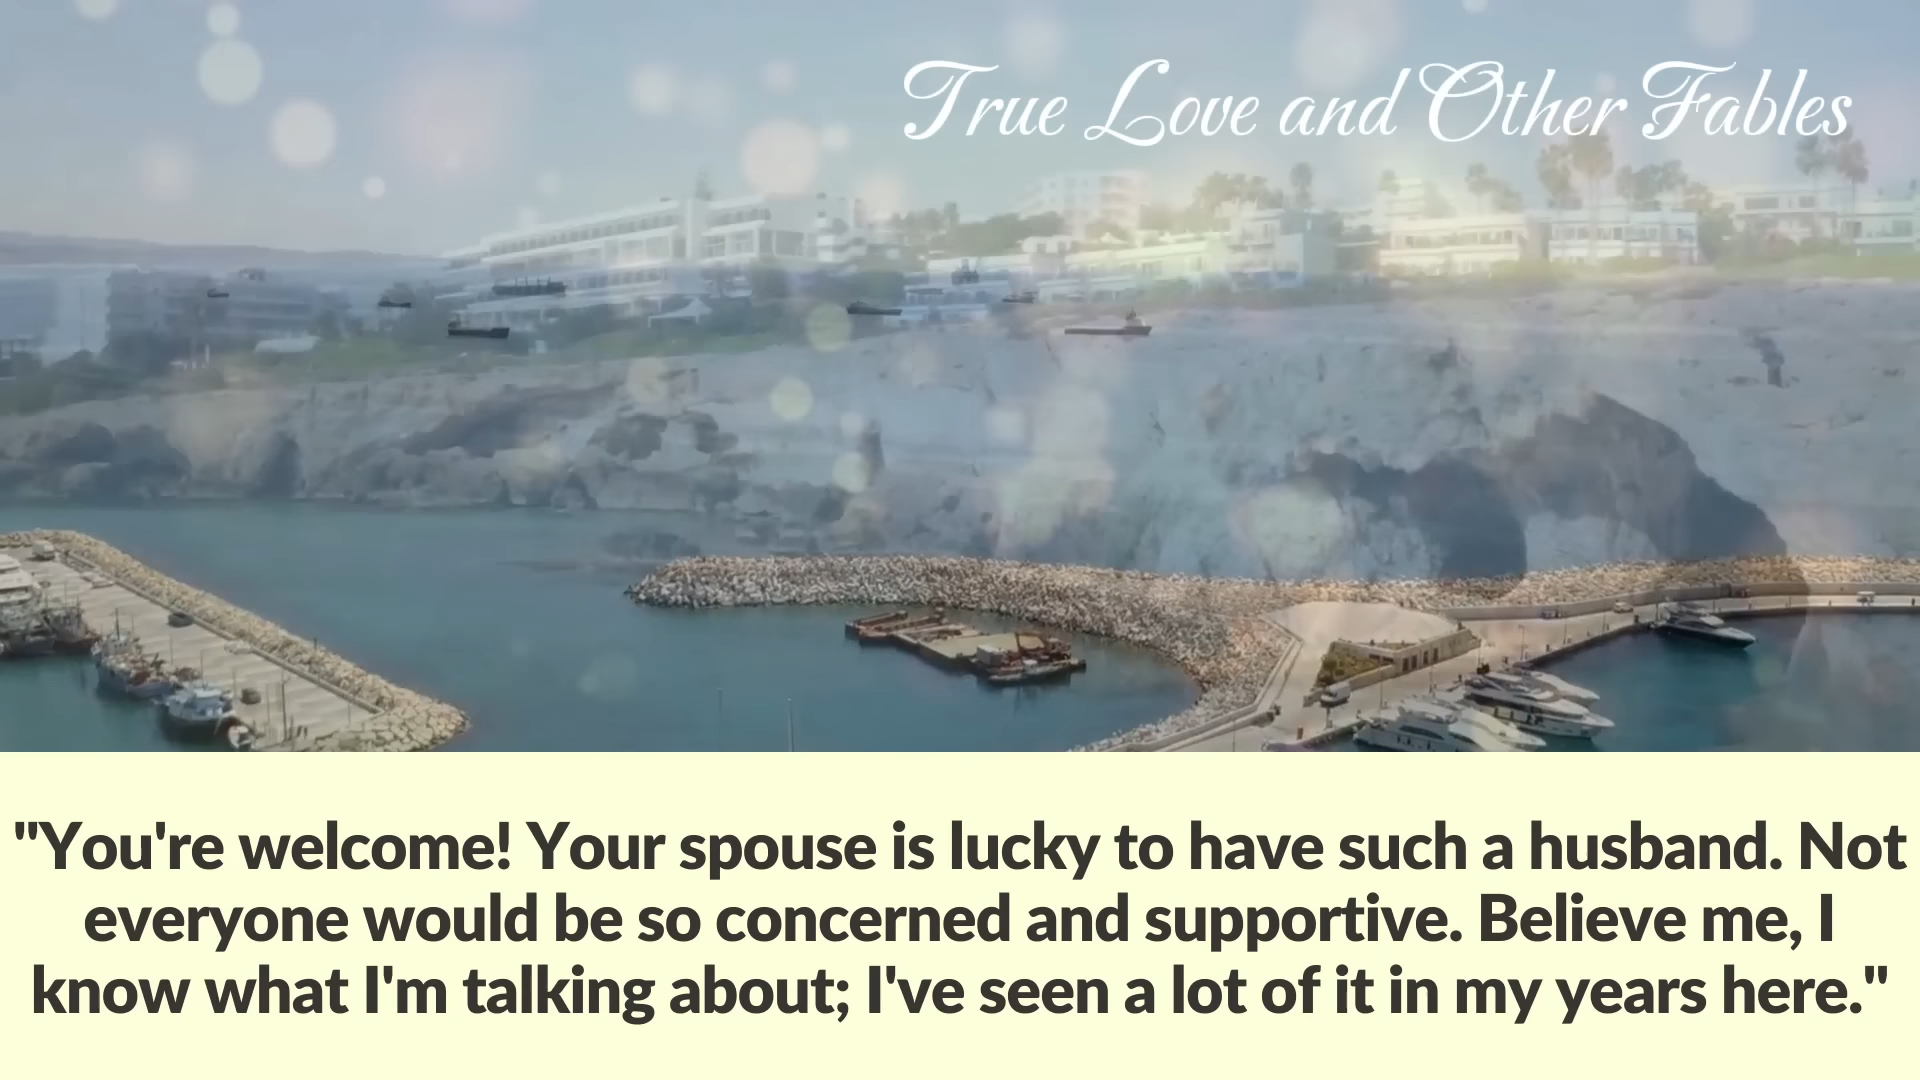 True Love and Other Fables
"You're welcome! Your spouse is lucky to have such a husband. Not
everyone would be so concerned and supportive. Believe me, I
know what I'm talking about; I've seen a lot of it in my years here."